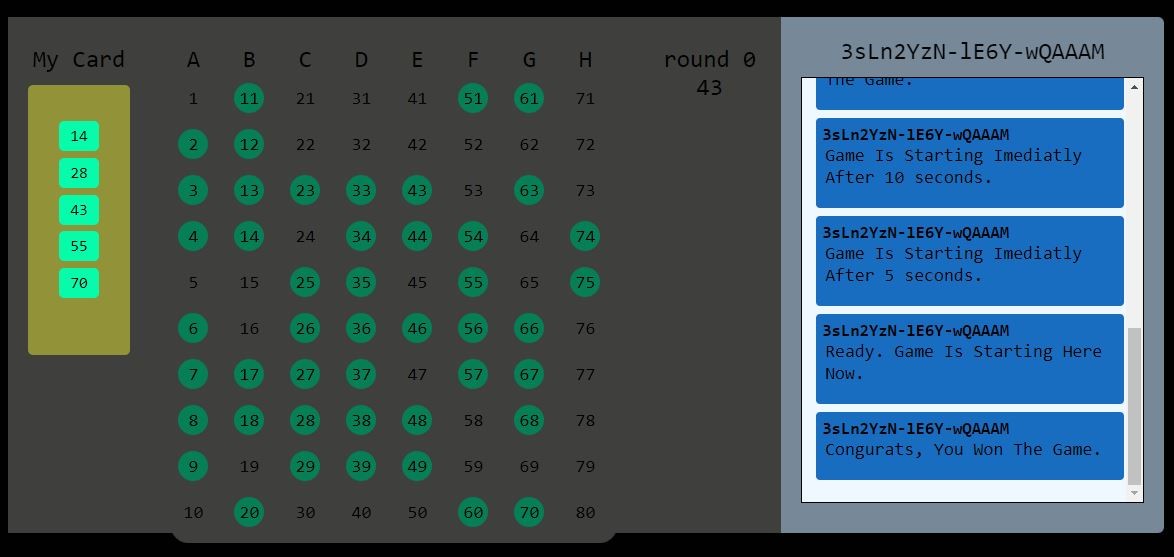 My Card
14
28
43
55
70
A B C D E F G H
1 11 21 31 41 51 61 71
2 12 22 32 42 52 62 72
3 13 23 33 43 53 63 73
4 14 24 34 44 54 64 74
5 15 25 35 45 55 65 75
6 16 26 36 46 56 66 76
7 17 27 37 47 57 67 77
8 18 28 38 48 58 68 78
9 19 29 39 49 59 69 79
10 20 30 40 50 60 70 80
round 0
43
3sLn2YzN-lE6Y-wQAAAM
The Game.
3sLn2YzN-lE6Y-wQAAAM
Game Is Starting Imediatly
After 10 seconds.
3sLn2YzN-lE6Y-wQAAAM
Game Is Starting Imediatly
After 5 seconds.
3sLn2YzN-lE6Y-wQAAAM
Ready. Game Is Starting Here
Now.
3sLn2YzN-lE6Y-wQAAAM
Congurats, You Won The Game.